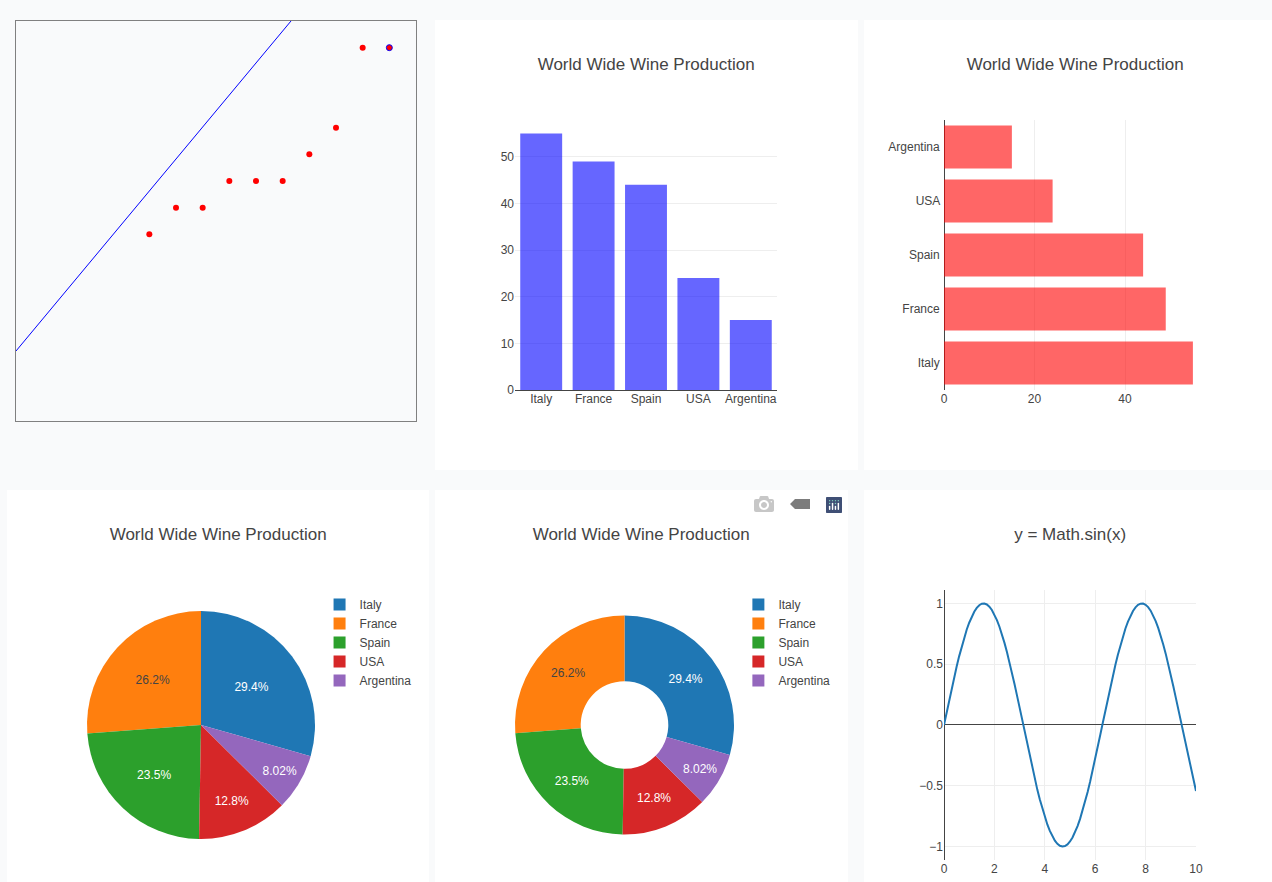 World Wide Wine Production
50
40
30
20
10
0
Italy France Spain USA Argentina
World Wide Wine Production
Argentina
USA
Spain
France
Italy
0 20 40
World Wide Wine Production
Italy
France
Spain
USA
Argentina
26.2%
29.4%
23.5%
8.02%
12.8%
World Wide Wine Production
Italy
France
Spain
USA
Argentina
26.2%
29.4%
23.5%
8.02%
12.8%
y = Math.sin(x)
1
0.5
0
−0.5
−1
0 2 4 6 8 10